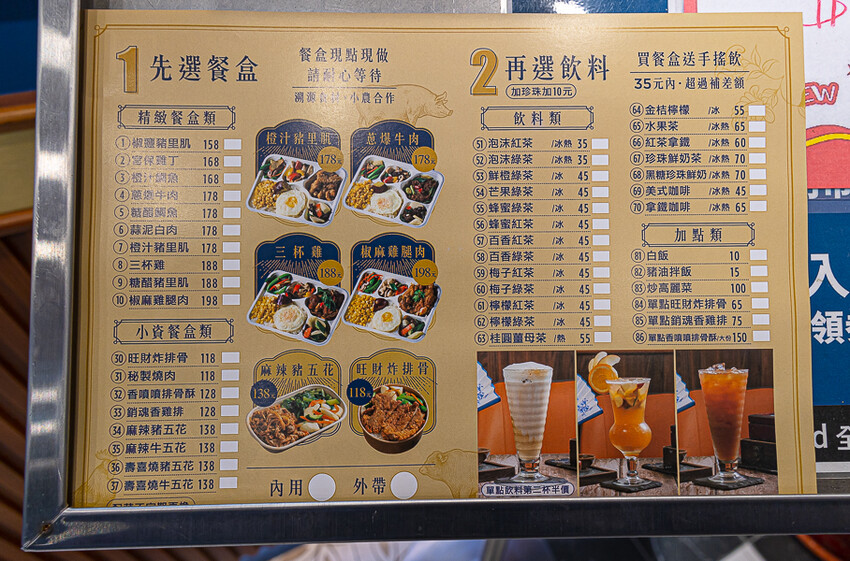 1 先選餐盒
餐盒現點現做
請耐心等待
溯源食材·小農合作
精緻餐盒類
① 椒鹽豬里肌 158
② 宮保雞丁 168
③ 橙汁鯛魚 168
④ 蔥爆牛肉 178
⑤ 糖醋鯛魚 178
⑥ 蒜泥白肉 178
⑦ 橙汁豬里肌 178
⑧ 三杯雞 188
⑨ 糖醋豬里肌 188
⑩ 椒麻雞腿肉 198
小資餐盒類
30 旺財炸排骨 118
31 秘製燒肉 118
32 香噴噴排骨酥 128
33 銷魂香雞排 128
34 麻辣豬五花 138
35 麻辣牛五花 138
36 壽喜燒豬五花 138
37 壽喜燒牛五花 138
橙汁豬里肌
178元
蔥爆牛肉
178元
三杯雞
188元
椒麻雞腿肉
198元
麻辣豬五花
138元
旺財炸排骨
118元
內用 外帶
2 再選飲料
加珍珠加10元
買餐盒送手搖飲
35元內·超過補差額
飲料類
51 泡沫紅茶 /冰熱 35
52 泡沫綠茶 /冰熱 35
53 鮮橙綠茶 /冰 45
54 芒果綠茶 /冰 45
55 蜂蜜綠茶 /冰 45
56 蜂蜜紅茶 /冰 45
57 百香紅茶 /冰 45
58 百香綠茶 /冰 45
59 梅子紅茶 /冰 45
60 梅子綠茶 /冰 45
61 檸檬紅茶 /冰 45
62 檸檬綠茶 /冰 45
63 桂圓薑母茶 /熱 55
64 金桔檸檬 /冰 55
65 水果茶 /冰熱 65
66 紅茶拿鐵 /冰熱 60
67 珍珠鮮奶茶 /冰熱 70
68 黑糖珍珠鮮奶 /冰熱 70
69 美式咖啡 /冰熱 45
70 拿鐵咖啡 /冰熱 65
加點類
81 白飯 10
82 豬油拌飯 15
83 炒高麗菜 100
84 單點旺財炸排骨 65
85 單點銷魂香雞排 75
86 單點香噴噴排骨酥/大份 150
單點飲料第二杯半價
EW
入
領
d 全